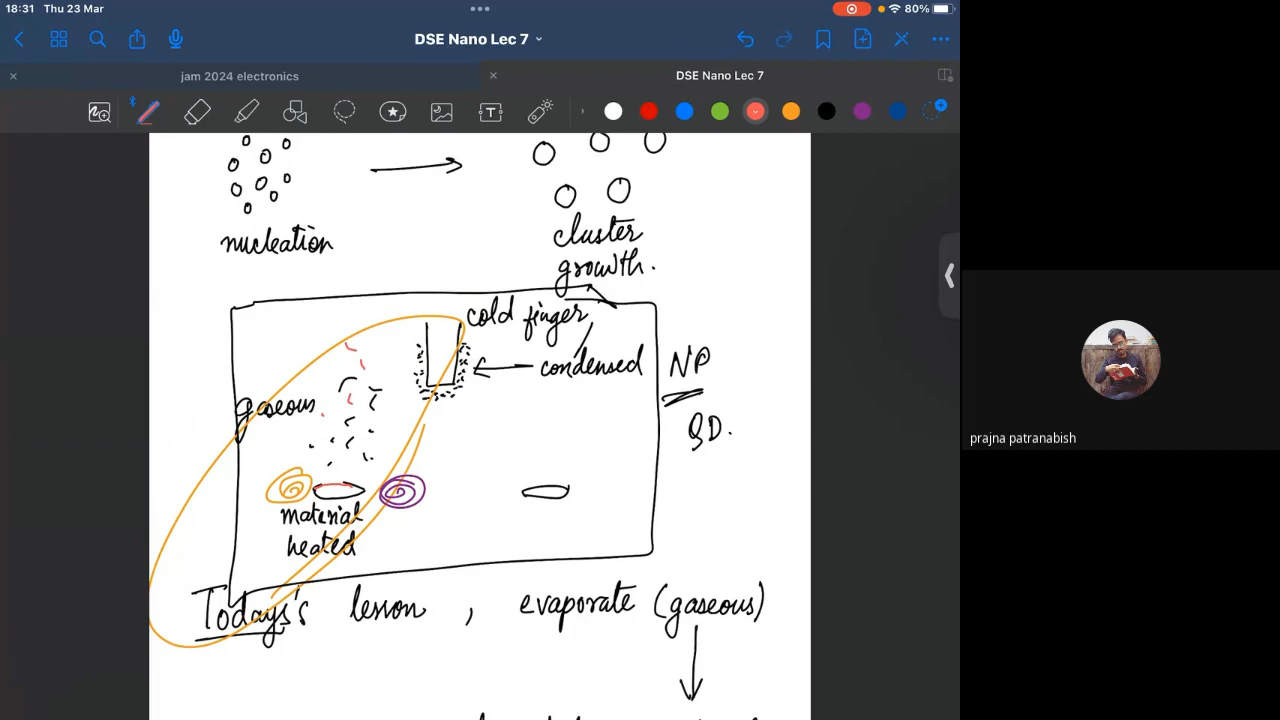 18:31 Thu 23 Mar
80%
DSE Nano Lec 7
jam 2024 electronics
DSE Nano Lec 7
nucleation
cluster
growth.
cold finger
condensed
NP
QD.
gaseous
material
heated
Todays's lesson , evaporate (gaseous)
prajna patranabish